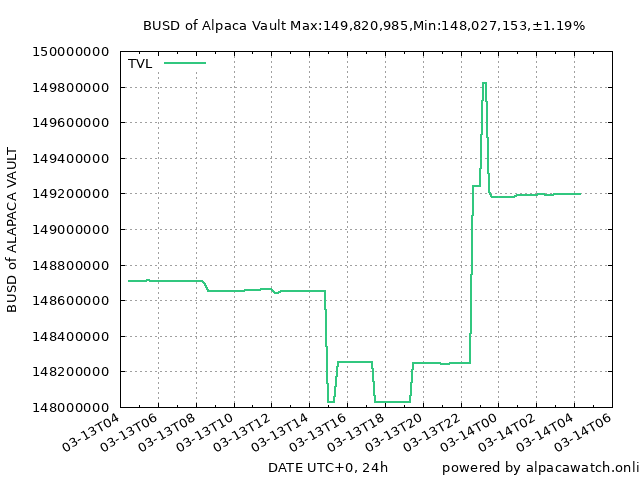 BUSD of Alpaca Vault Max:149,820,985,Min:148,027,153,±1.19%
TVL
150000000
149800000
149600000
149400000
149200000
149000000
148800000
148600000
148400000
148200000
148000000
BUSD of ALAPACA VAULT
03-13T04
03-13T06
03-13T08
03-13T10
03-13T12
03-13T14
03-13T16
03-13T18
03-13T20
03-13T22
03-14T00
03-14T02
03-14T04
03-14T06
DATE UTC+0, 24h
powered by alpacawatch.onli